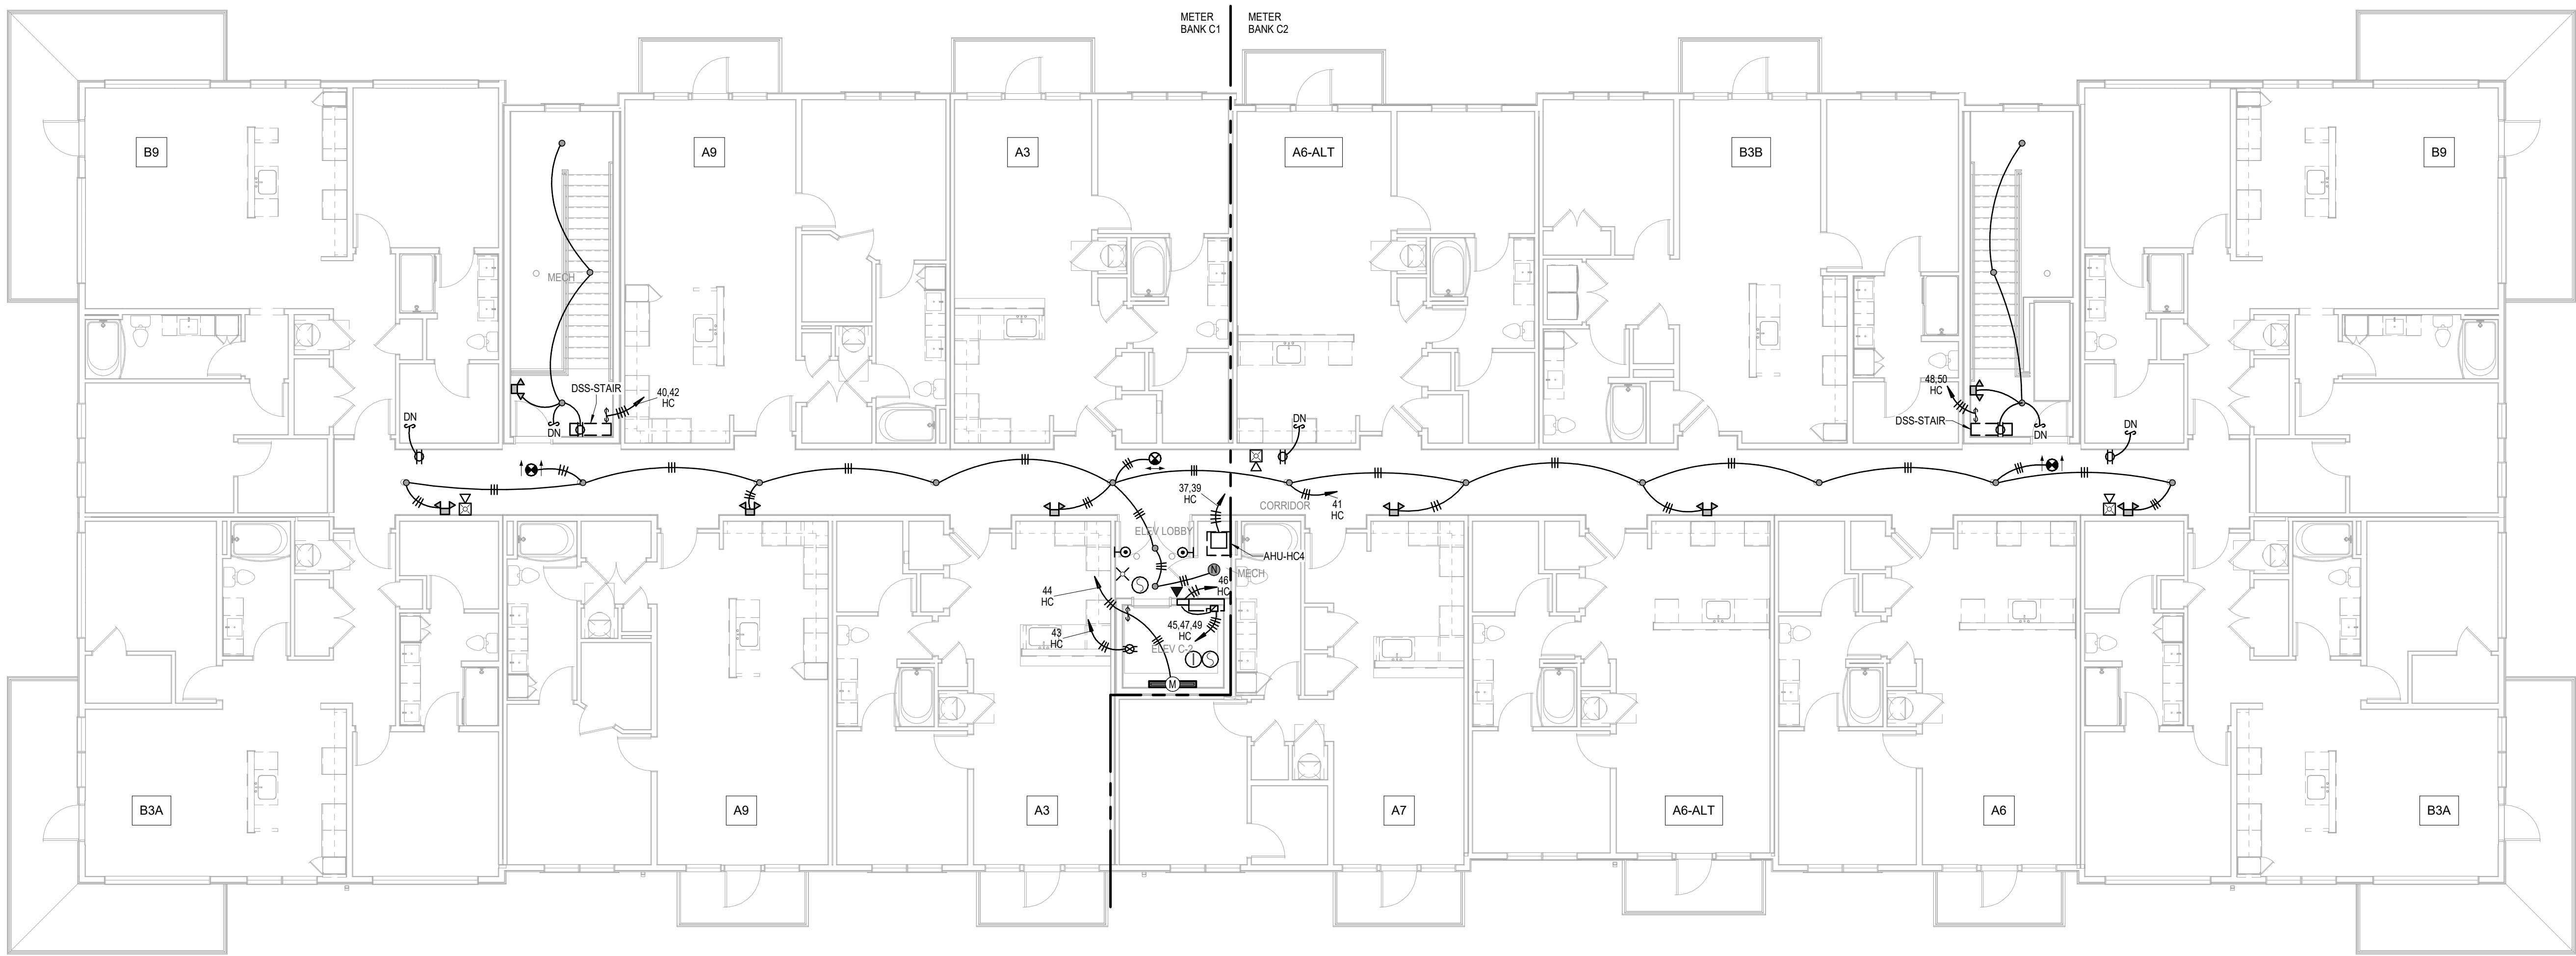 METER
BANK C1
METER
BANK C2
B9
A9
A3
A6-ALT
B3B
B9
MECH
DSS-STAIR
40,42
HC
DN
DN
DN
48,50
HC
DSS-STAIR
DN
DN
37,39
HC
CORRIDOR
41
HC
ELEV LOBBY
AHU-HC4
N
MECH
46
HC
44
HC
45,47,49
HC
43
HC
ELEV C-2
M
B3A
A9
A3
A7
A6-ALT
A6
B3A